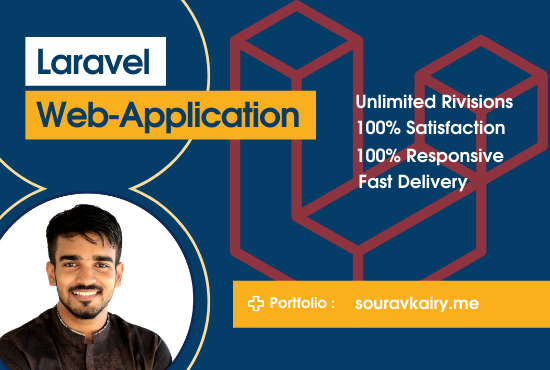 Laravel
Web-Application
Unlimited Rivisions
100% Satisfaction
100% Responsive
Fast Delivery
Portfolio : souravkairy.me